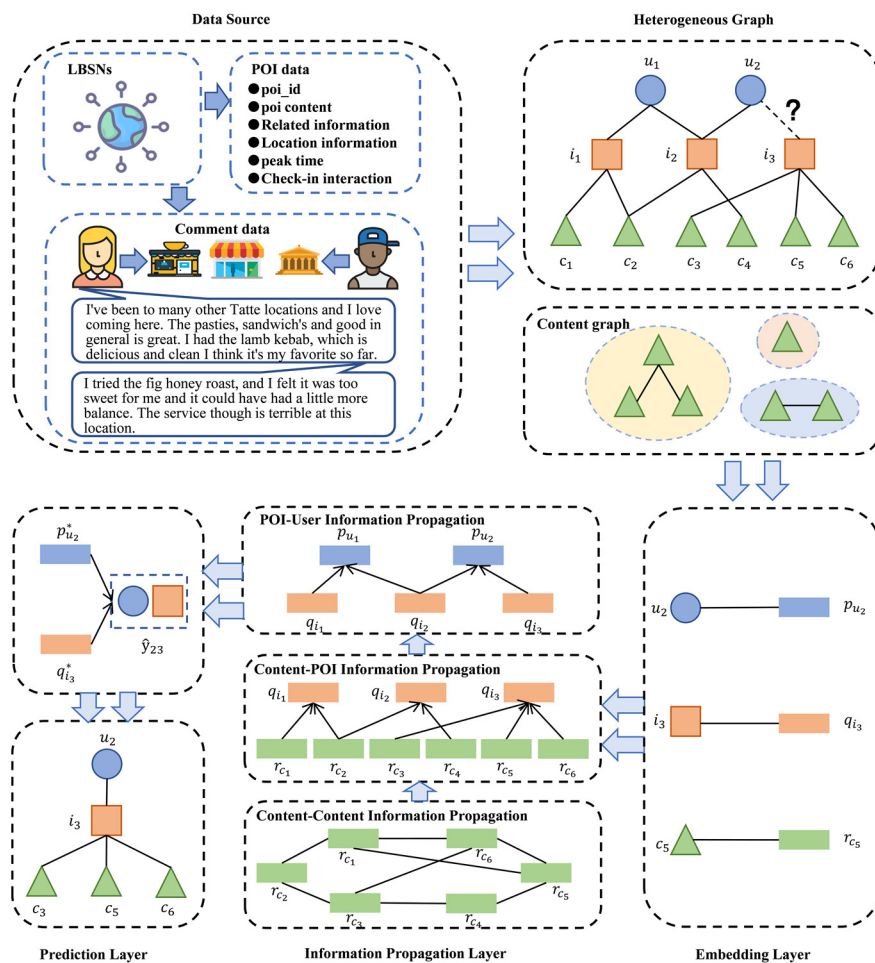 Data Source
Heterogeneous Graph
LBSNs
POI data
●poi_id
●poi content
●Related information
●Location information
●peak time
●Check-in interaction
u₁ u₂
?
i₁ i₂ i₃
c₁ c₂ c₃ c₄ c₅ c₆
Comment data
I've been to many other Tatte locations and I love
coming here. The pasties, sandwich's and good in
general is great. I had the lamb kebab, which is
delicious and clean I think it's my favorite so far.
I tried the fig honey roast, and I felt it was too
sweet for me and it could have had a little more
balance. The service though is terrible at this
location.
Content graph
p*u₂
q*i₃
ŷ₂₃
POI-User Information Propagation
pu₁ pu₂
qi₁ qi₂ qi₃
Content-POI Information Propagation
qi₁ qi₂ qi₃
rc₁ rc₂ rc₃ rc₄ rc₅ rc₆
Content-Content Information Propagation
rc₁ rc₆
rc₂ rc₅
rc₃ rc₄
u₂ pu₂
i₃ qi₃
c₅ rc₅
u₂
i₃
c₃ c₅ c₆
Prediction Layer
Information Propagation Layer
Embedding Layer